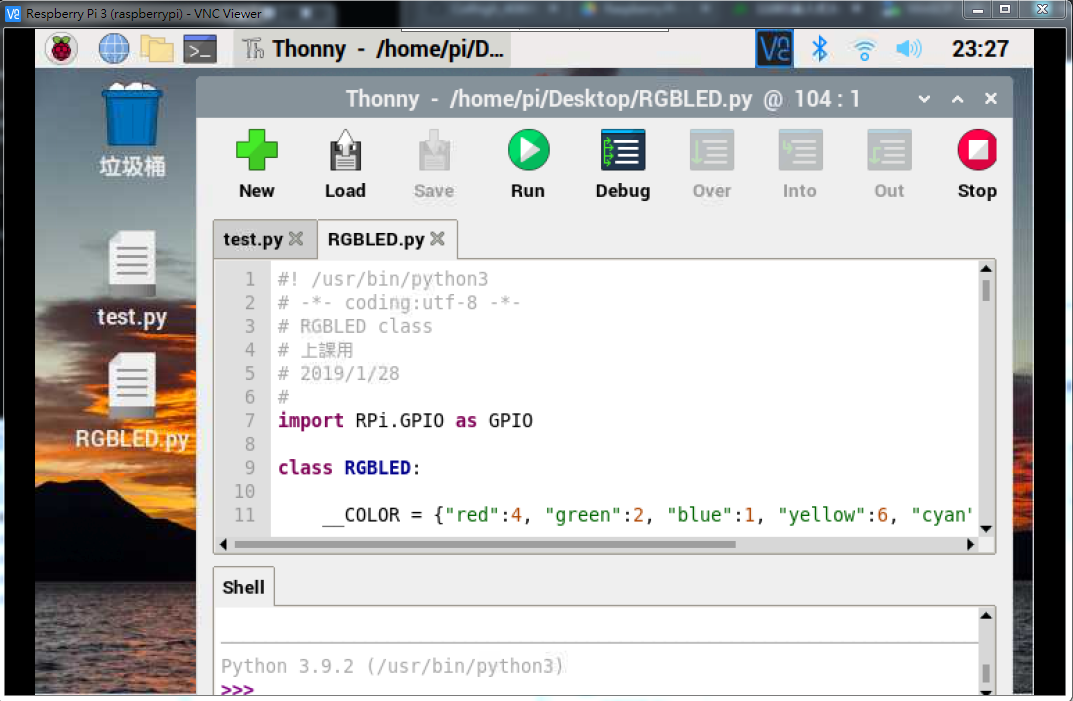 Respberry Pi 3 (raspberrypi) - VNC Viewer
Thonny - /home/pi/D...
23:27
垃圾桶
test.py
RGBLED.py
Thonny - /home/pi/Desktop/RGBLED.py @ 104 : 1
New Load Save Run Debug Over Into Out Stop
test.py RGBLED.py
1 #! /usr/bin/python3
2 # -*- coding:utf-8 -*-
3 # RGBLED class
4 # 上課用
5 # 2019/1/28
6 #
7 import RPi.GPIO as GPIO
8
9 class RGBLED:
10
11 __COLOR = {"red":4, "green":2, "blue":1, "yellow":6, "cyan"
Shell
Python 3.9.2 (/usr/bin/python3)
>>>